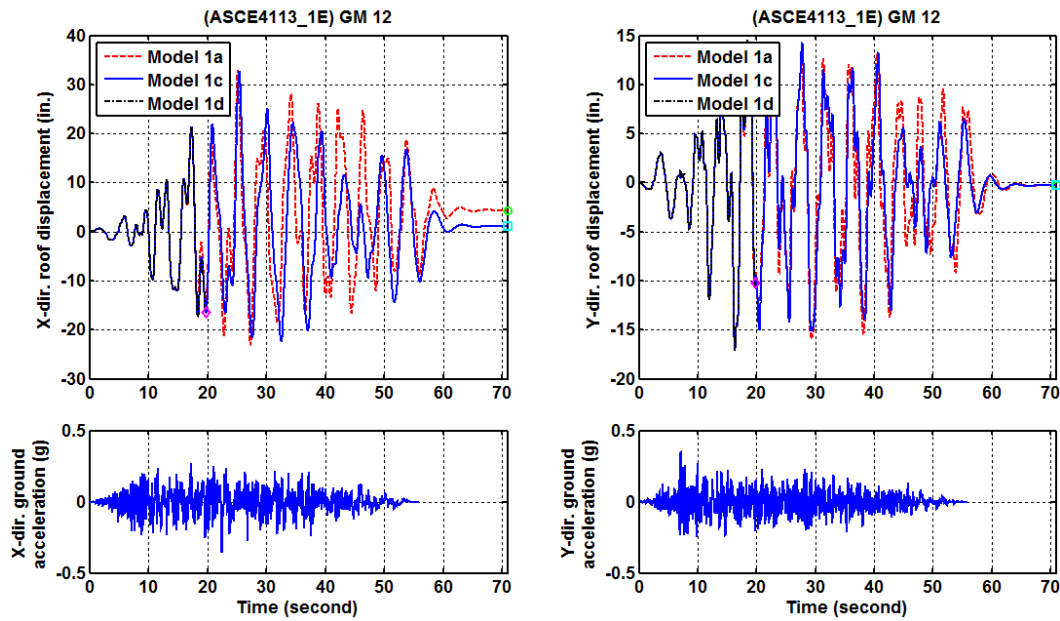 (ASCE4113_1E) GM 12
X-dir. roof displacement (in.)
40
30
20
10
0
-10
-20
-30
Model 1a
Model 1c
Model 1d
0 10 20 30 40 50 60 70
(ASCE4113_1E) GM 12
Y-dir. roof displacement (in.)
15
10
5
0
-5
-10
-15
-20
Model 1a
Model 1c
Model 1d
0 10 20 30 40 50 60 70
X-dir. ground
acceleration (g)
0.5
0
-0.5
0 10 20 30 40 50 60 70
Time (second)
Y-dir. ground
acceleration (g)
0.5
0
-0.5
0 10 20 30 40 50 60 70
Time (second)